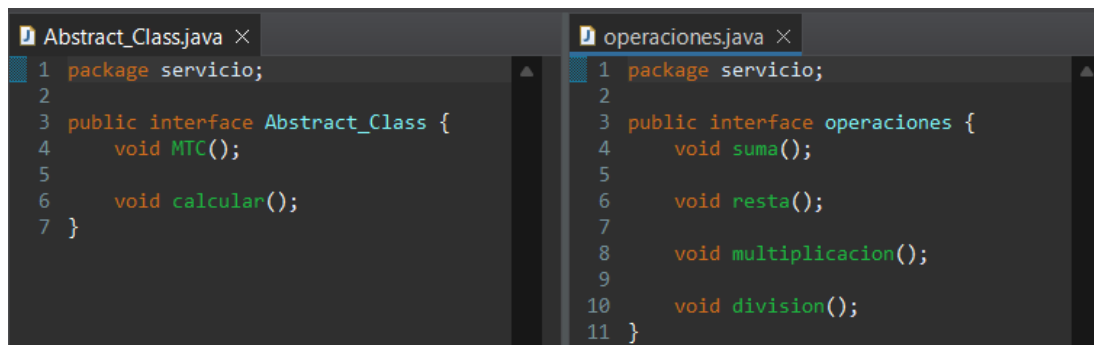 Abstract_Class.java ×
1 package servicio;
2
3 public interface Abstract_Class {
4     void MTC();
5
6     void calcular();
7 }
operaciones.java ×
1 package servicio;
2
3 public interface operaciones {
4     void suma();
5
6     void resta();
7
8     void multiplicacion();
9
10     void division();
11 }